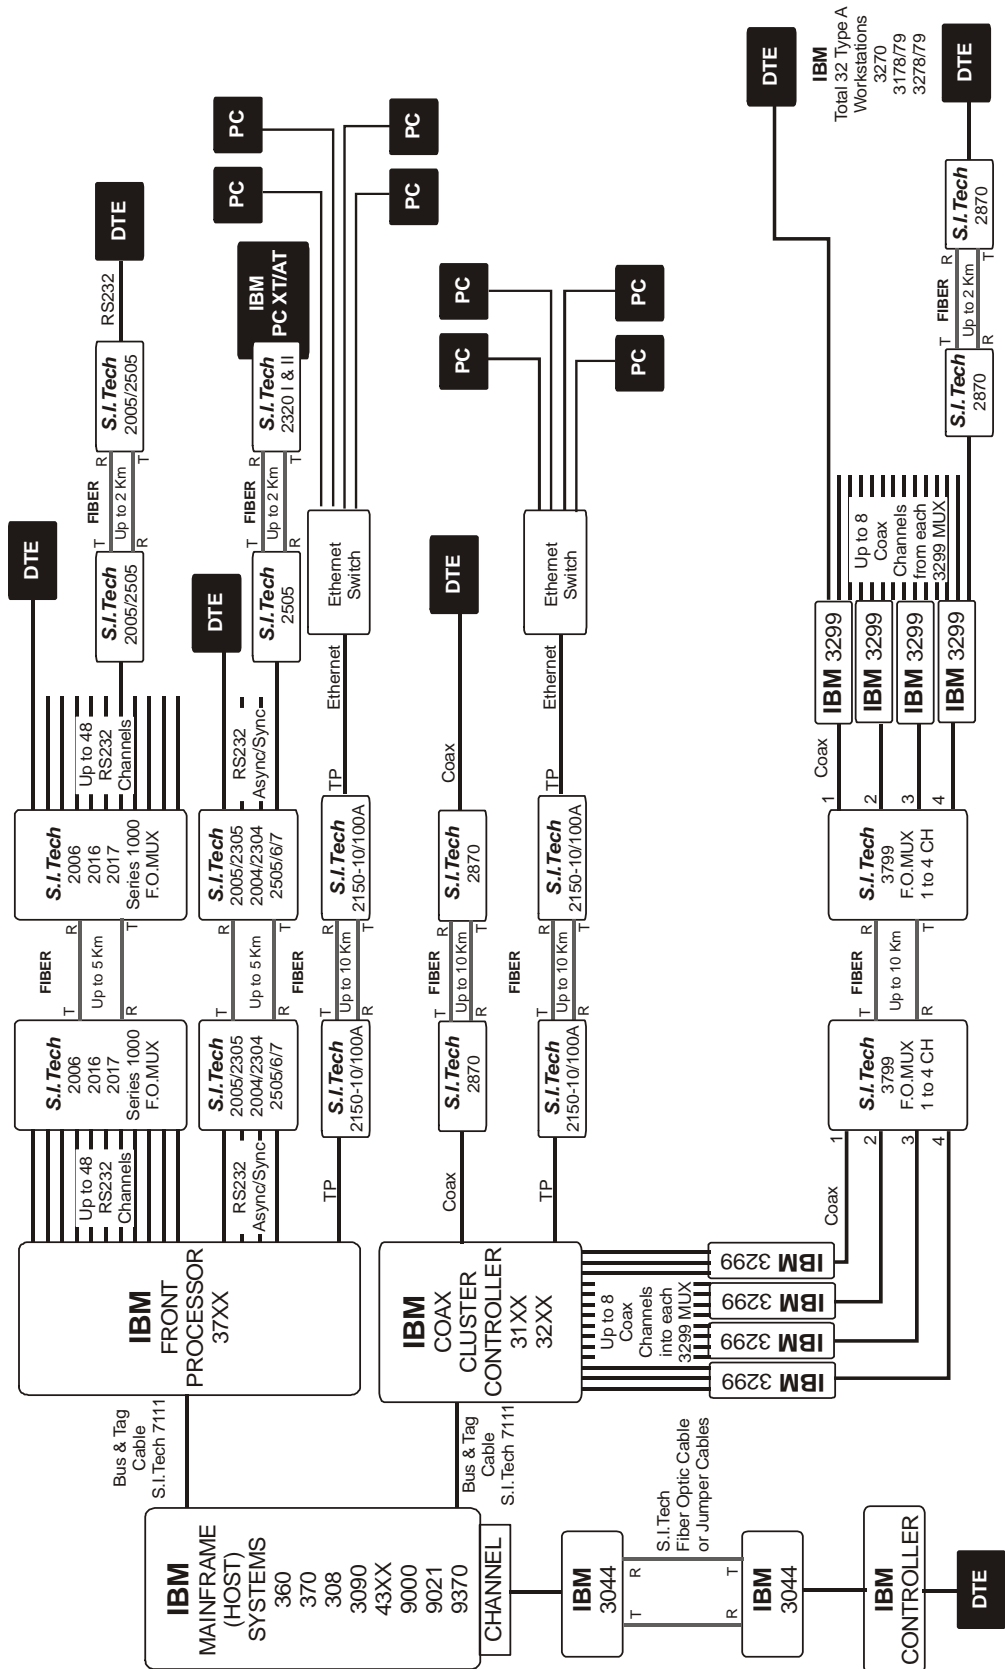 IBM
MAINFRAME
(HOST)
SYSTEMS
360
370
308
3090
43XX
9000
9021
9370
CHANNEL
Bus & Tag
Cable
S.I.Tech 7111
IBM
FRONT
PROCESSOR
37XX
Up to 48
RS232
Channels
S.I.Tech
2006
2016
2017
Series 1000
F.O.MUX
FIBER
T
R
Up to 5 Km
R
T
S.I.Tech
2006
2016
2017
Series 1000
F.O.MUX
Up to 48
RS232
Channels
DTE
S.I.Tech
2005/2505
FIBER
T
R
Up to 2 Km
R
T
S.I.Tech
2005/2505
RS232
DTE
RS232
Async/Sync
S.I.Tech
2005/2305
2004/2304
2505/6/7
T
R
Up to 5 Km
R
T
S.I.Tech
2005/2305
2004/2304
2505/6/7
RS232
Async/Sync
DTE
S.I.Tech
2505
FIBER
T
R
Up to 2 Km
R
T
S.I.Tech
2320 I & II
IBM
PC XT/AT
TP
S.I.Tech
2150-10/100A
FIBER
T
R
Up to 10 Km
R
T
S.I.Tech
2150-10/100A
TP
Ethernet
Ethernet
Switch
PC
PC
PC
PC
Bus & Tag
Cable
S.I.Tech 7111
IBM
COAX
CLUSTER
CONTROLLER
31XX
32XX
Coax
S.I.Tech
2870
FIBER
T
R
Up to 10 Km
R
T
S.I.Tech
2870
Coax
DTE
TP
S.I.Tech
2150-10/100A
FIBER
T
R
Up to 10 Km
R
T
S.I.Tech
2150-10/100A
TP
Ethernet
Ethernet
Switch
PC
PC
PC
PC
Up to 8
Coax
Channels
into each
3299 MUX
IBM 3299
IBM 3299
IBM 3299
IBM 3299
Coax
1
2
3
4
S.I.Tech
3799
F.O.MUX
1 to 4 CH
FIBER
T
R
Up to 10 Km
R
T
S.I.Tech
3799
F.O.MUX
1 to 4 CH
Coax
1
2
3
4
IBM 3299
IBM 3299
IBM 3299
IBM 3299
Up to 8
Coax
Channels
from each
3299 MUX
DTE
IBM
Total 32 Type A
Workstations
3270
3178/79
3278/79
S.I.Tech
2870
FIBER
T
R
Up to 2 Km
R
T
S.I.Tech
2870
DTE
IBM
3044
T
R
R
T
S.I.Tech
Fiber Optic Cable
or Jumper Cables
IBM
3044
IBM
CONTROLLER
DTE